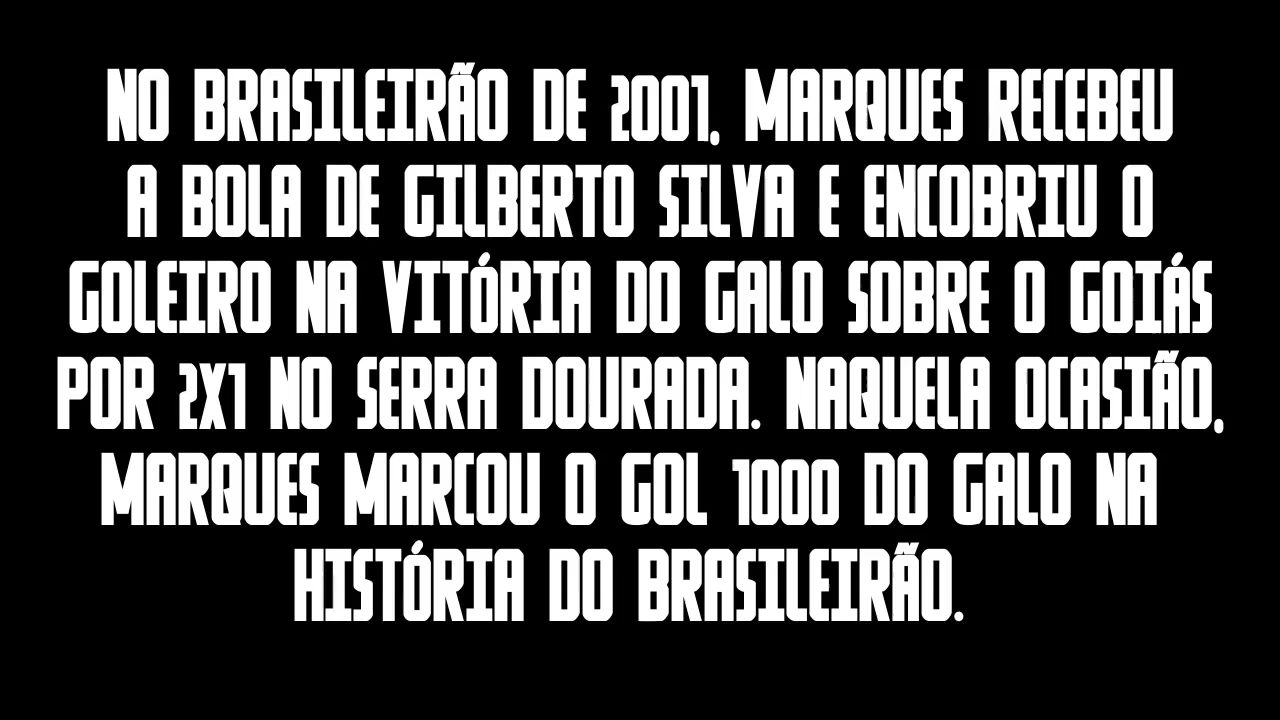 NO BRASILEIRÃO DE 2001, MARQUES RECEBEU
A BOLA DE GILBERTO SILVA E ENCOBRIU O
GOLEIRO NA VITÓRIA DO GALO SOBRE O GOIÁS
POR 2X1 NO SERRA DOURADA. NAQUELA OCASIÃO,
MARQUES MARCOU O GOL 1000 DO GALO NA
HISTÓRIA DO BRASILEIRÃO.